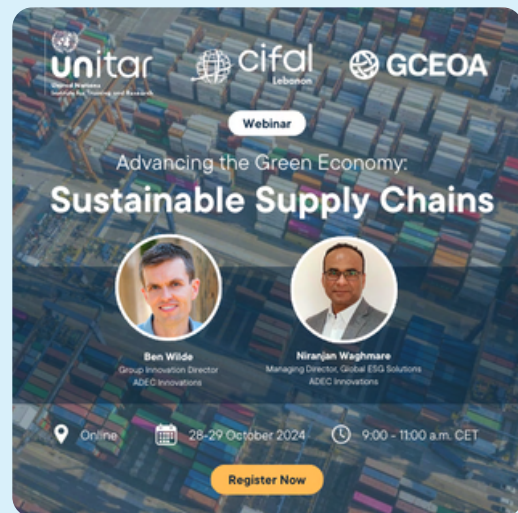 unitar
United Nations
Institute for Training and Research
cifal
Lebanon
GCEOA
Webinar
Advancing the Green Economy:
Sustainable Supply Chains
Ben Wilde
Group Innovation Director
ADEC Innovations
Niranjan Waghmare
Managing Director, Global ESG Solutions
ADEC Innovations
Online
28-29 October 2024
9:00 - 11:00 a.m. CET
Register Now